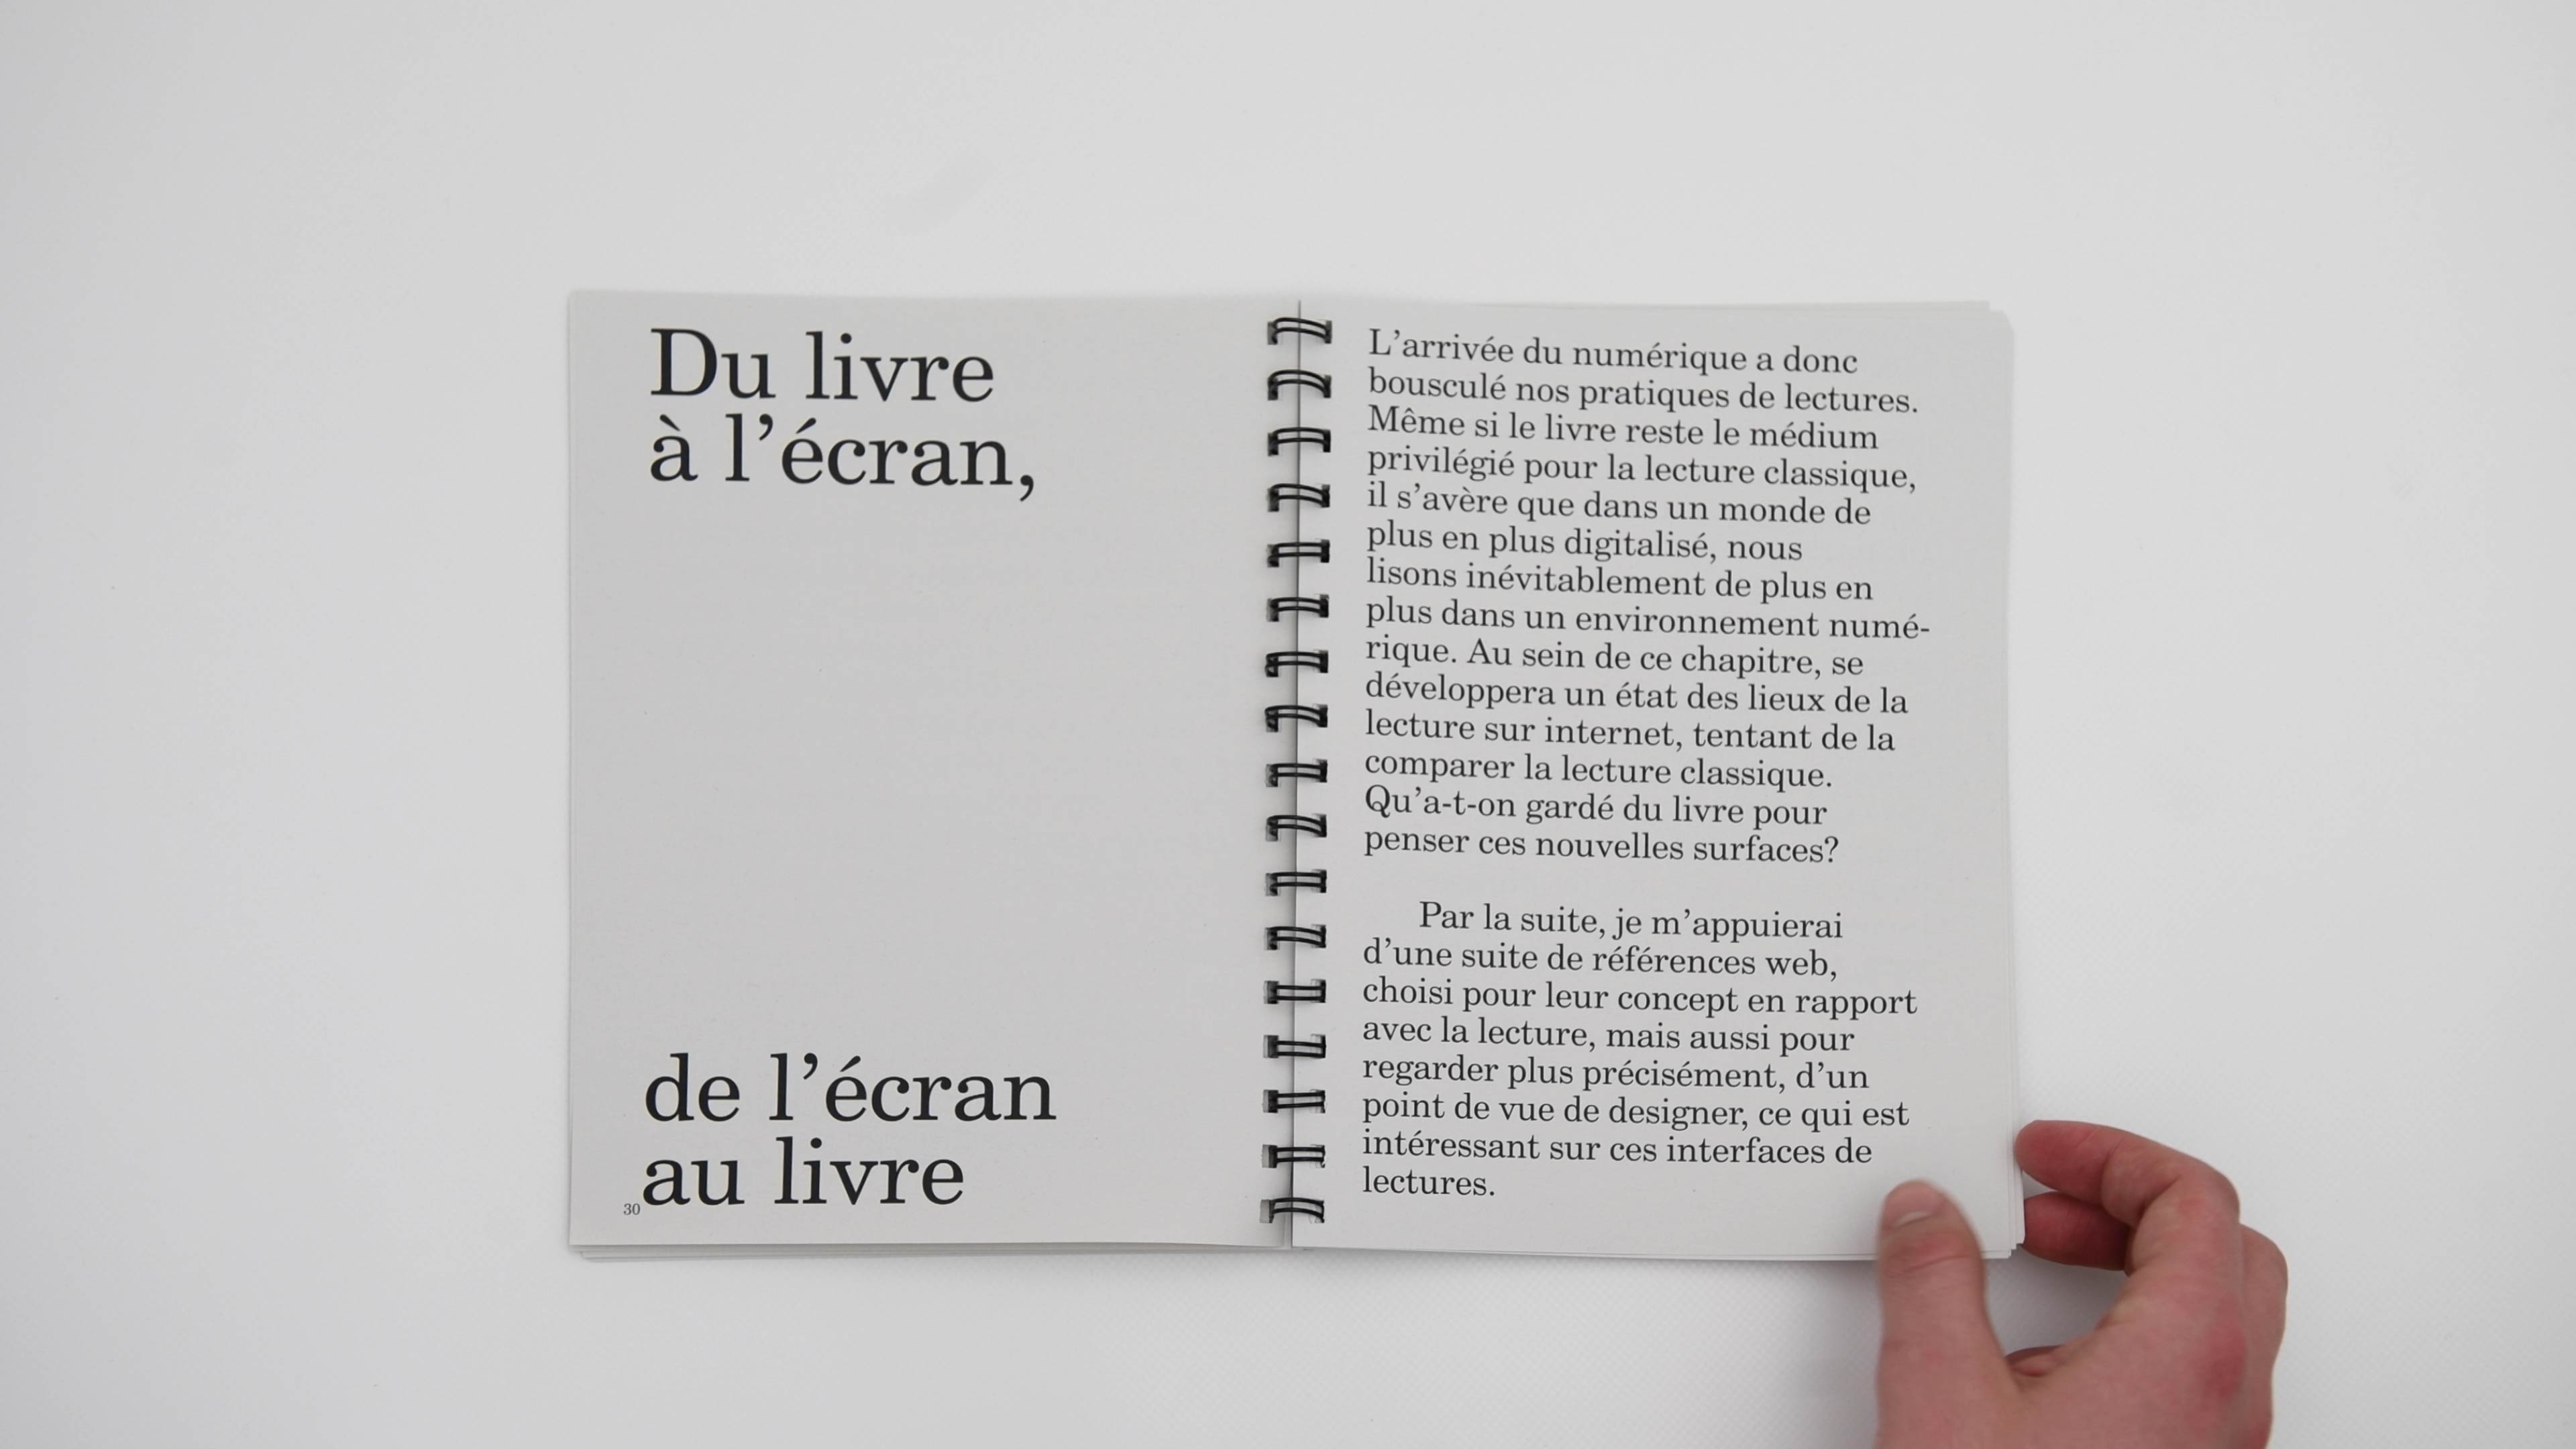 Du livre
à l’écran,
de l’écran
au livre
30
L’arrivée du numérique a donc
bousculé nos pratiques de lectures.
Même si le livre reste le médium
privilégié pour la lecture classique,
il s’avère que dans un monde de
plus en plus digitalisé, nous
lisons inévitablement de plus en
plus dans un environnement numé-
rique. Au sein de ce chapitre, se
développera un état des lieux de la
lecture sur internet, tentant de la
comparer la lecture classique.
Qu’a-t-on gardé du livre pour
penser ces nouvelles surfaces?
Par la suite, je m’appuierai
d’une suite de références web,
choisi pour leur concept en rapport
avec la lecture, mais aussi pour
regarder plus précisément, d’un
point de vue de designer, ce qui est
intéressant sur ces interfaces de
lectures.